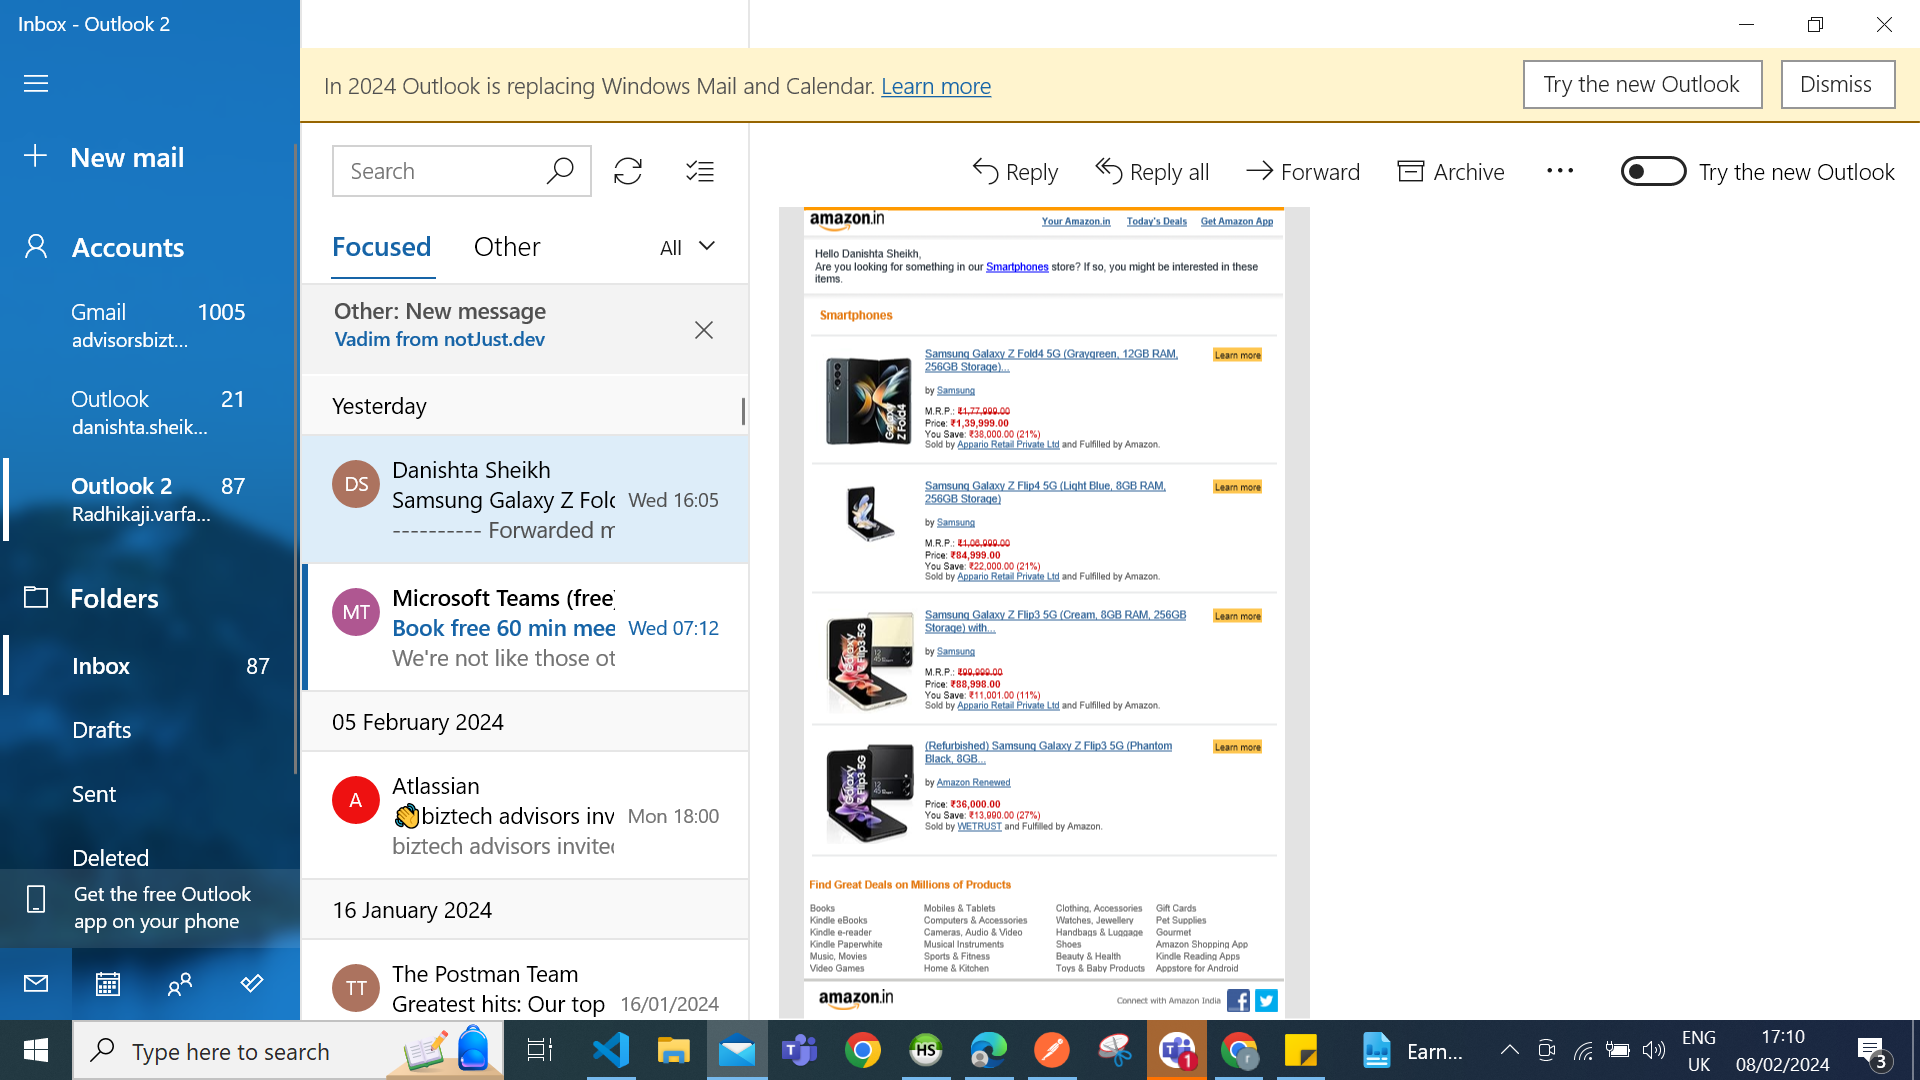 Inbox - Outlook 2
In 2024 Outlook is replacing Windows Mail and Calendar. Learn more
Try the new Outlook
Dismiss
New mail
Accounts
Gmail 1005
advisorsbizt...
Outlook 21
danishta.sheik...
Outlook 2 87
Radhikaji.varfa...
Folders
Inbox 87
Drafts
Sent
Deleted
Get the free Outlook
app on your phone
Search
Focused Other All
Other: New message
Vadim from notJust.dev
Yesterday
DS
Danishta Sheikh
Samsung Galaxy Z Fold Wed 16:05
---------- Forwarded m
MT
Microsoft Teams (free)
Book free 60 min mee Wed 07:12
We're not like those ot
05 February 2024
A
Atlassian
👏biztech advisors inv Mon 18:00
biztech advisors invited
16 January 2024
TT
The Postman Team
Greatest hits: Our top 16/01/2024
Reply Reply all Forward Archive ... Try the new Outlook
amazon.in Your Amazon.in Today's Deals Get Amazon App
Hello Danishta Sheikh,
Are you looking for something in our Smartphones store? If so, you might be interested in these
items.
Smartphones
Galaxy
Z Fold4
Samsung Galaxy Z Fold4 5G (Graygreen, 12GB RAM, Learn more
256GB Storage)...
by Samsung
M.R.P.: ₹1,77,999.00
Price: ₹1,39,999.00
You Save: ₹38,000.00 (21%)
Sold by Appario Retail Private Ltd and Fulfilled by Amazon.
Samsung Galaxy Z Flip4 5G (Light Blue, 8GB RAM, Learn more
256GB Storage)
by Samsung
M.R.P.: ₹1,06,999.00
Price: ₹84,999.00
You Save: ₹22,000.00 (21%)
Sold by Appario Retail Private Ltd and Fulfilled by Amazon.
Galaxy
Z Flip3 5G
Samsung Galaxy Z Flip3 5G (Cream, 8GB RAM, 256GB Learn more
Storage) with...
by Samsung
M.R.P.: ₹99,999.00
Price: ₹88,998.00
You Save: ₹11,001.00 (11%)
Sold by Appario Retail Private Ltd and Fulfilled by Amazon.
Galaxy
Z Flip3 5G
(Refurbished) Samsung Galaxy Z Flip3 5G (Phantom Learn more
Black, 8GB...
by Amazon Renewed
Price: ₹36,000.00
You Save: ₹13,990.00 (27%)
Sold by WETRUST and Fulfilled by Amazon.
Find Great Deals on Millions of Products
Books Mobiles & Tablets Clothing, Accessories Gift Cards
Kindle eBooks Computers & Accessories Watches, Jewellery Pet Supplies
Kindle e-reader Cameras, Audio & Video Handbags & Luggage Gourmet
Kindle Paperwhite Musical Instruments Shoes Amazon Shopping App
Music, Movies Sports & Fitness Beauty & Health Kindle Reading Apps
Video Games Home & Kitchen Toys & Baby Products Appstore for Android
amazon.in Connect with Amazon India
Type here to search
HS
1
r
Earn...
ENG
UK
17:10
08/02/2024
3